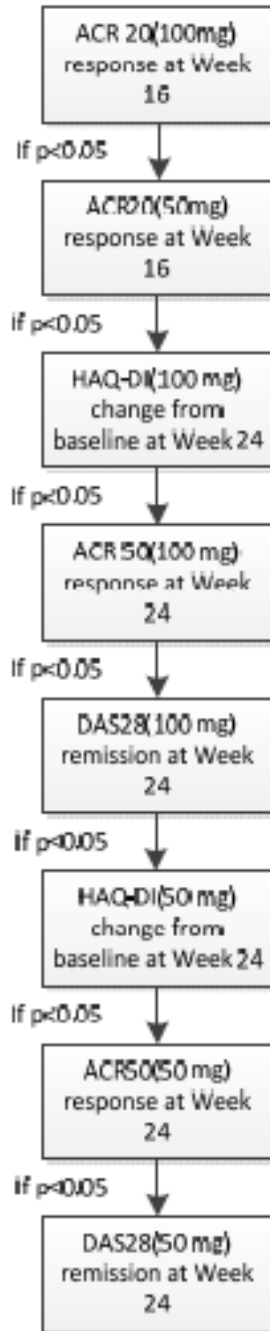 ACR 20(100mg)
response at Week
16
If p<0.05
ACR20(50mg)
response at Week
16
If p<0.05
HAQ-DI(100 mg)
change from
baseline at Week 24
If p<0.05
ACR 50(100 mg)
response at Week
24
If p<0.05
DAS28(100 mg)
remission at Week
24
If p<0.05
HAQ-DI(50 mg)
change from
baseline at Week 24
If p<0.05
ACR50(50 mg)
response at Week
24
If p<0.05
DAS28(50 mg)
remission at Week
24